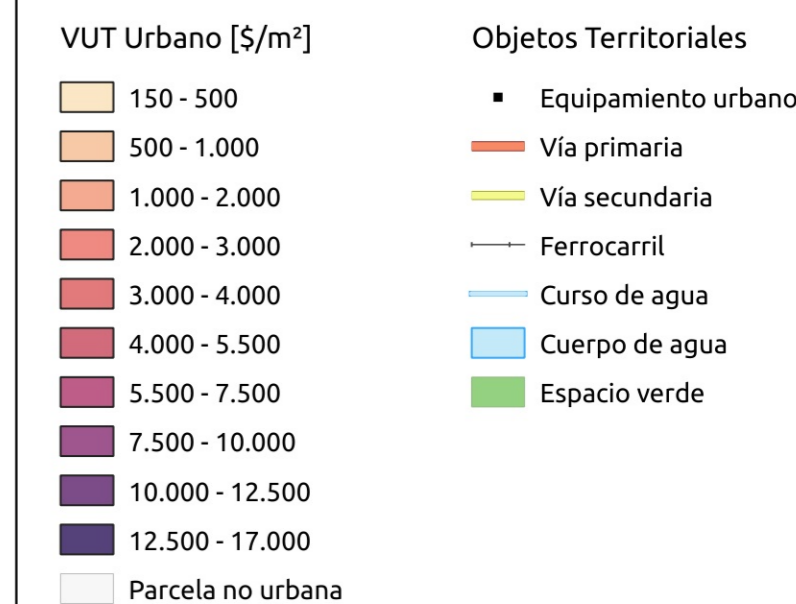 VUT Urbano [$/m²]
150 - 500
500 - 1.000
1.000 - 2.000
2.000 - 3.000
3.000 - 4.000
4.000 - 5.500
5.500 - 7.500
7.500 - 10.000
10.000 - 12.500
12.500 - 17.000
Parcela no urbana
Objetos Territoriales
Equipamiento urbano
Vía primaria
Vía secundaria
Ferrocarril
Curso de agua
Cuerpo de agua
Espacio verde